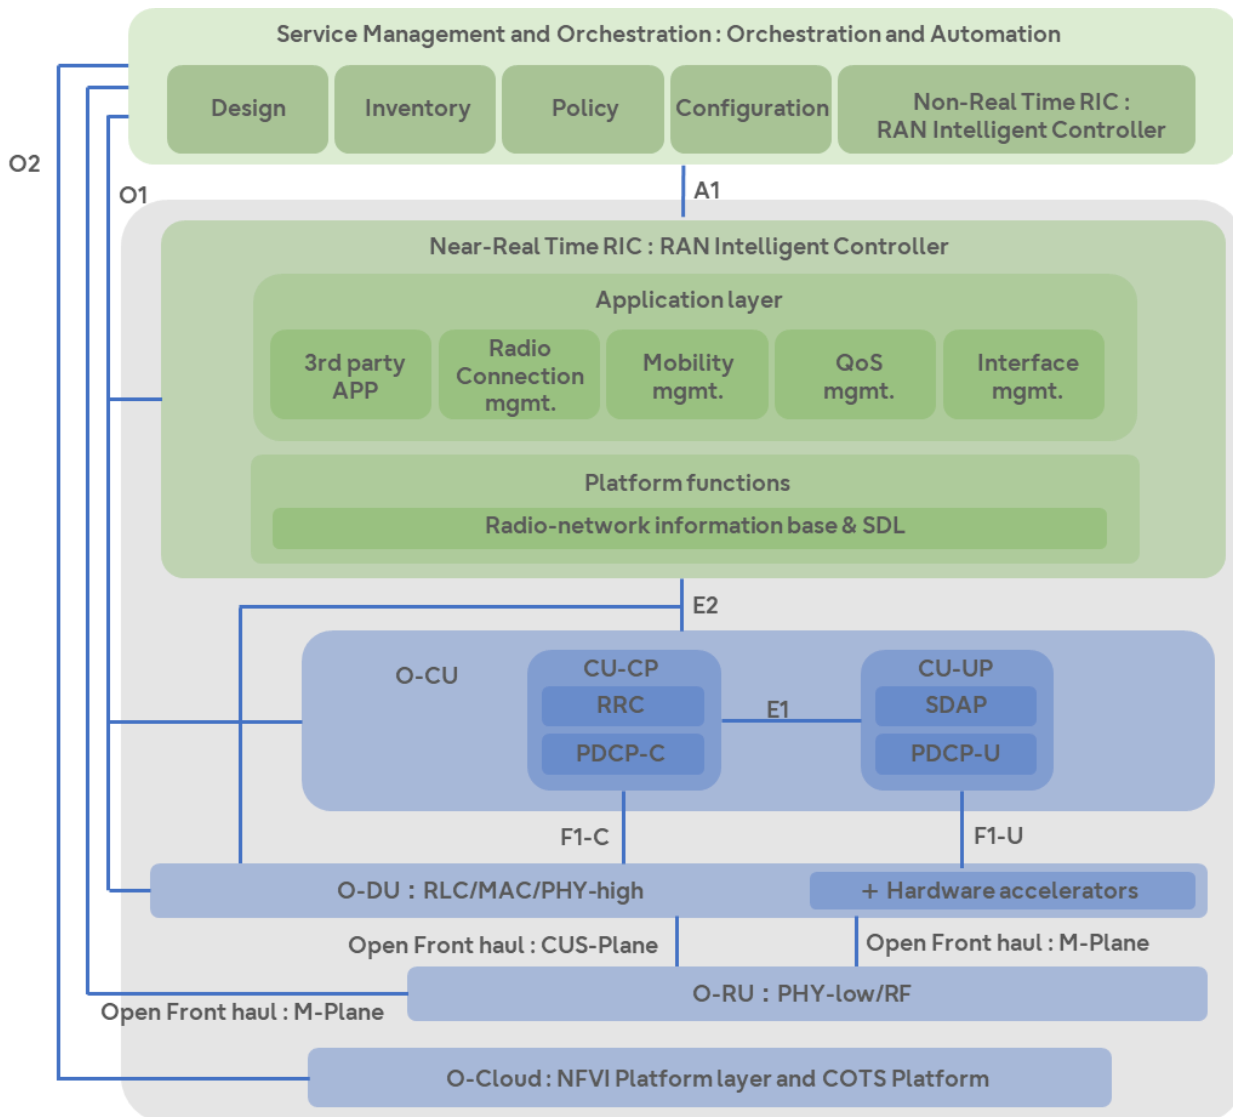 Service Management and Orchestration : Orchestration and Automation
Design
Inventory
Policy
Configuration
Non-Real Time RIC :
RAN Intelligent Controller
O2
O1
A1
Near-Real Time RIC : RAN Intelligent Controller
Application layer
3rd party
APP
Radio
Connection
mgmt.
Mobility
mgmt.
QoS
mgmt.
Interface
mgmt.
Platform functions
Radio-network information base & SDL
E2
O-CU
CU-CP
RRC
PDCP-C
E1
CU-UP
SDAP
PDCP-U
F1-C
F1-U
O-DU : RLC/MAC/PHY-high
+ Hardware accelerators
Open Front haul : CUS-Plane
Open Front haul : M-Plane
O-RU : PHY-low/RF
Open Front haul : M-Plane
O-Cloud : NFVI Platform layer and COTS Platform